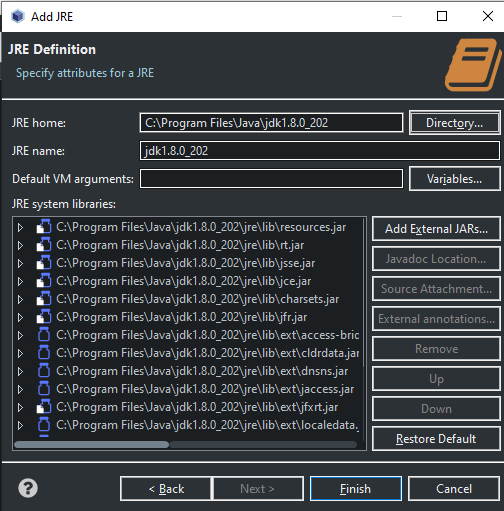 Add JRE
JRE Definition
Specify attributes for a JRE
JRE home:
C:\Program Files\Java\jdk1.8.0_202
Directory...
JRE name:
jdk1.8.0_202
Default VM arguments:
Variables...
JRE system libraries:
C:\Program Files\Java\jdk1.8.0_202\jre\lib\resources.jar
C:\Program Files\Java\jdk1.8.0_202\jre\lib\rt.jar
C:\Program Files\Java\jdk1.8.0_202\jre\lib\jsse.jar
C:\Program Files\Java\jdk1.8.0_202\jre\lib\jce.jar
C:\Program Files\Java\jdk1.8.0_202\jre\lib\charsets.jar
C:\Program Files\Java\jdk1.8.0_202\jre\lib\jfr.jar
C:\Program Files\Java\jdk1.8.0_202\jre\lib\ext\access-bric
C:\Program Files\Java\jdk1.8.0_202\jre\lib\ext\cldrdata.jar
C:\Program Files\Java\jdk1.8.0_202\jre\lib\ext\dnsns.jar
C:\Program Files\Java\jdk1.8.0_202\jre\lib\ext\jaccess.jar
C:\Program Files\Java\jdk1.8.0_202\jre\lib\ext\jfxrt.jar
C:\Program Files\Java\jdk1.8.0_202\jre\lib\ext\localedata.
Add External JARs...
Javadoc Location...
Source Attachment...
External annotations...
Remove
Up
Down
Restore Default
?
< Back
Next >
Finish
Cancel